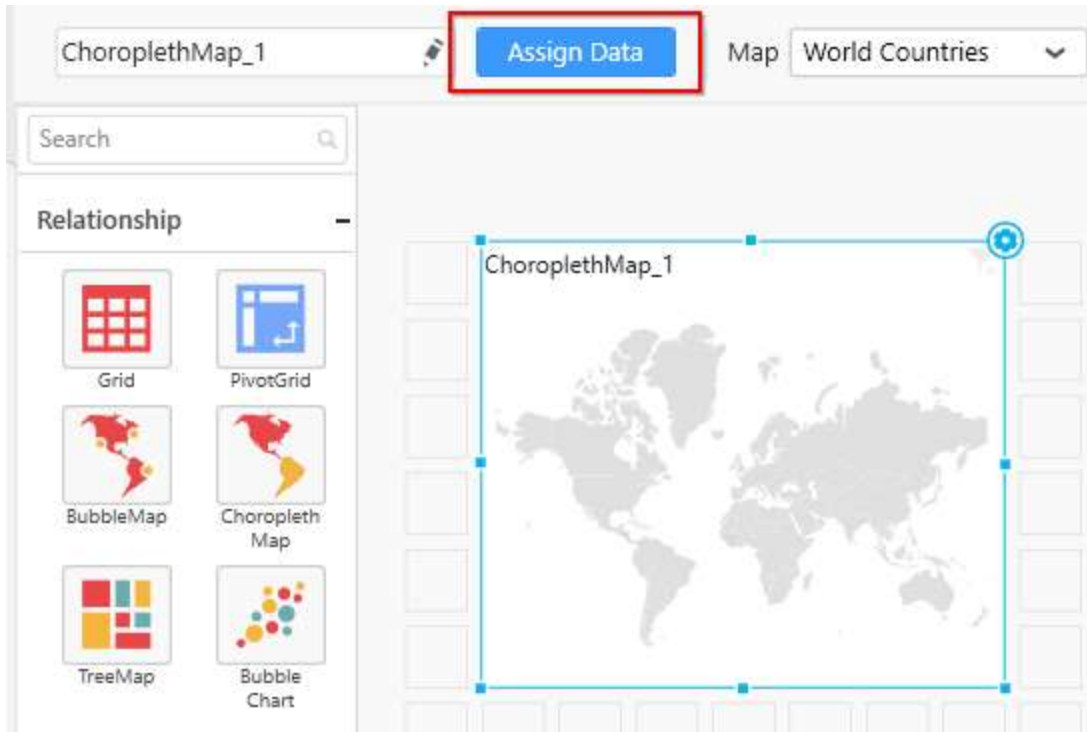 ChoroplethMap_1
Assign Data
Map
World Countries
Search
Relationship
Grid
PivotGrid
BubbleMap
Choropleth
Map
TreeMap
Bubble
Chart
ChoroplethMap_1